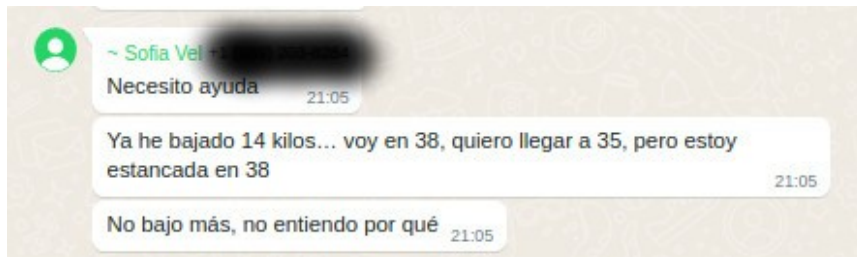 ~ Sofia Vel
Necesito ayuda
21:05
Ya he bajado 14 kilos... voy en 38, quiero llegar a 35, pero estoy
estancada en 38
21:05
No bajo más, no entiendo por qué
21:05